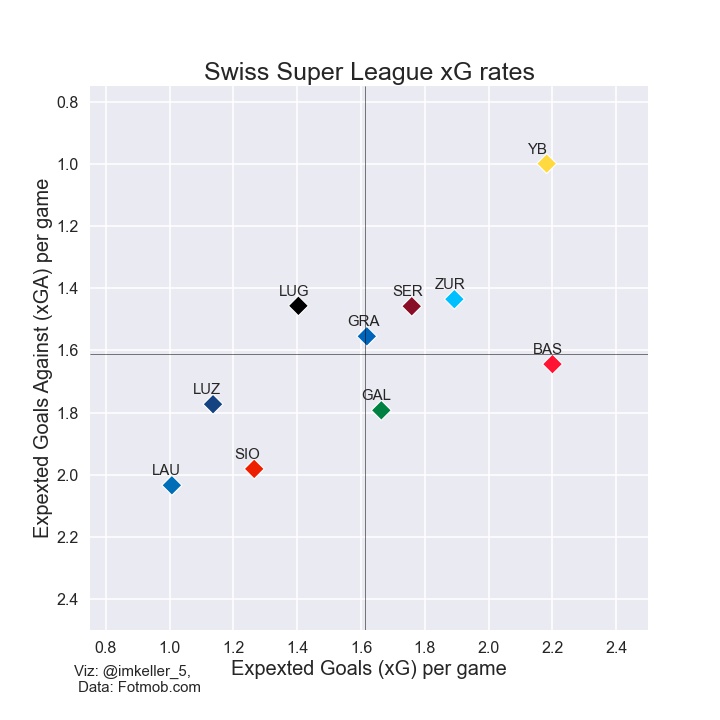 Swiss Super League xG rates
0.8
1.0
1.2
1.4
1.6
1.8
2.0
2.2
2.4
Expexted Goals Against (xGA) per game
YB
LUG
SER
ZUR
GRA
BAS
LUZ
GAL
SIO
LAU
0.8
1.0
1.2
1.4
1.6
1.8
2.0
2.2
2.4
Expexted Goals (xG) per game
Viz: @imkeller_5,
Data: Fotmob.com